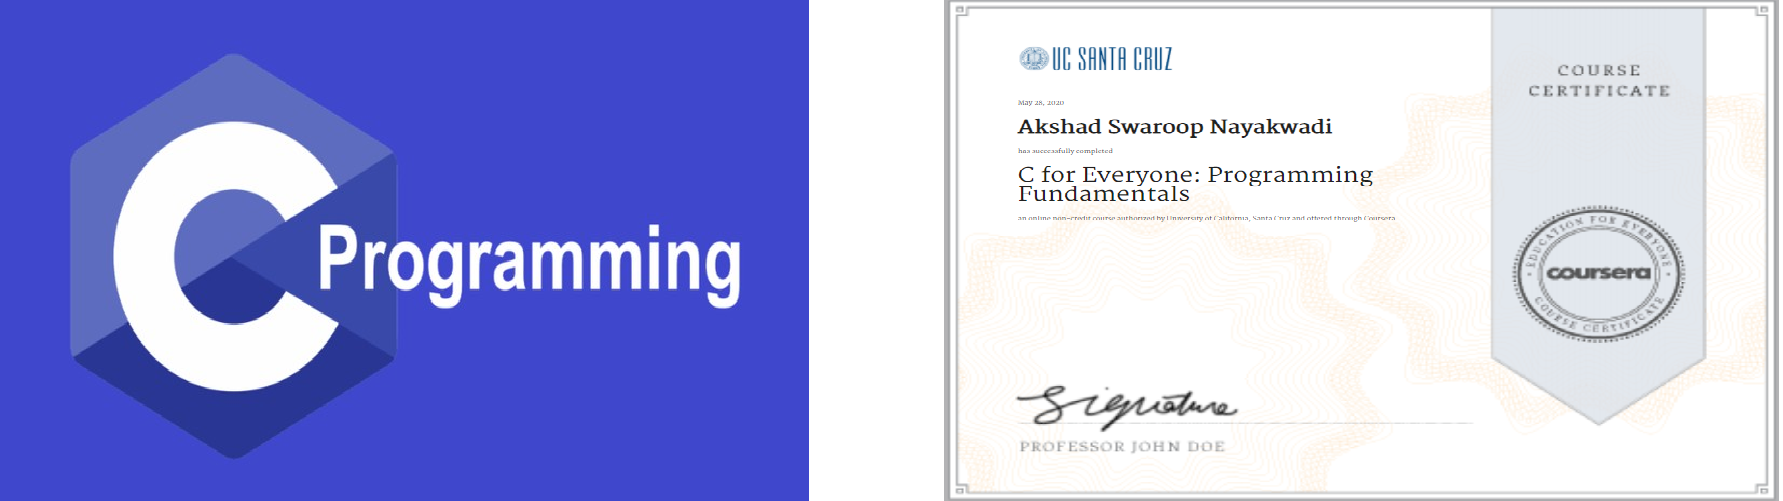 C
Programming
UC SANTA CRUZ
May 28, 2020
Akshad Swaroop Nayakwadi
has successfully completed
C for Everyone: Programming
Fundamentals
an online non-credit course authorized by University of California, Santa Cruz and offered through Coursera
Signature
PROFESSOR JOHN DOE
COURSE
CERTIFICATE
EDUCATION FOR EVERYONE
coursera
COURSE CERTIFICATE